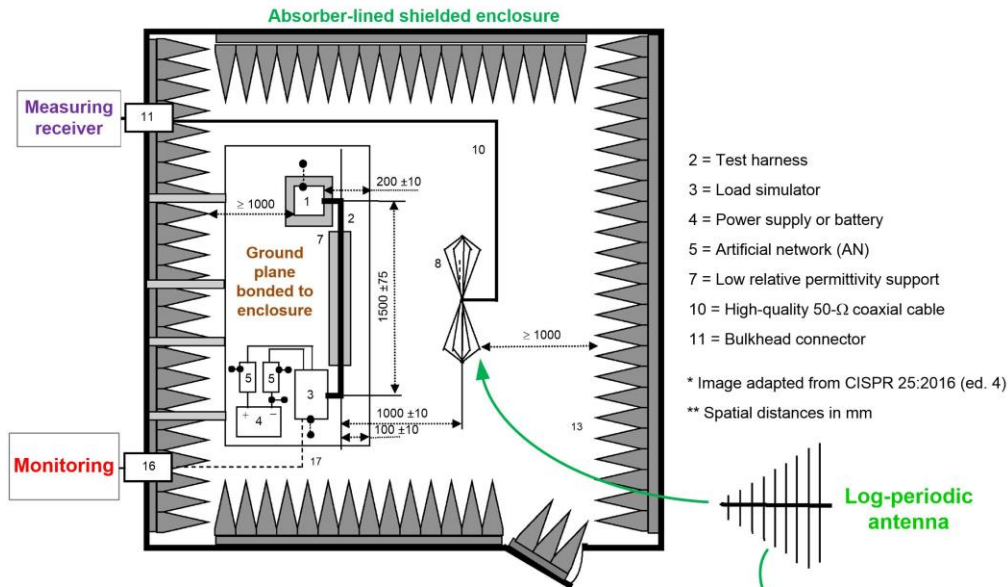 Absorber-lined shielded enclosure
Measuring
receiver
11
10
200 ±10
1
≥ 1000
2
7
8
Ground
plane
bonded to
enclosure
1500 ±75
≥ 1000
5
5
3
+
−
4
1000 ±10
100 ±10
13
Monitoring
16
17
2 = Test harness
3 = Load simulator
4 = Power supply or battery
5 = Artificial network (AN)
7 = Low relative permittivity support
10 = High-quality 50-Ω coaxial cable
11 = Bulkhead connector
* Image adapted from CISPR 25:2016 (ed. 4)
** Spatial distances in mm
Log-periodic
antenna